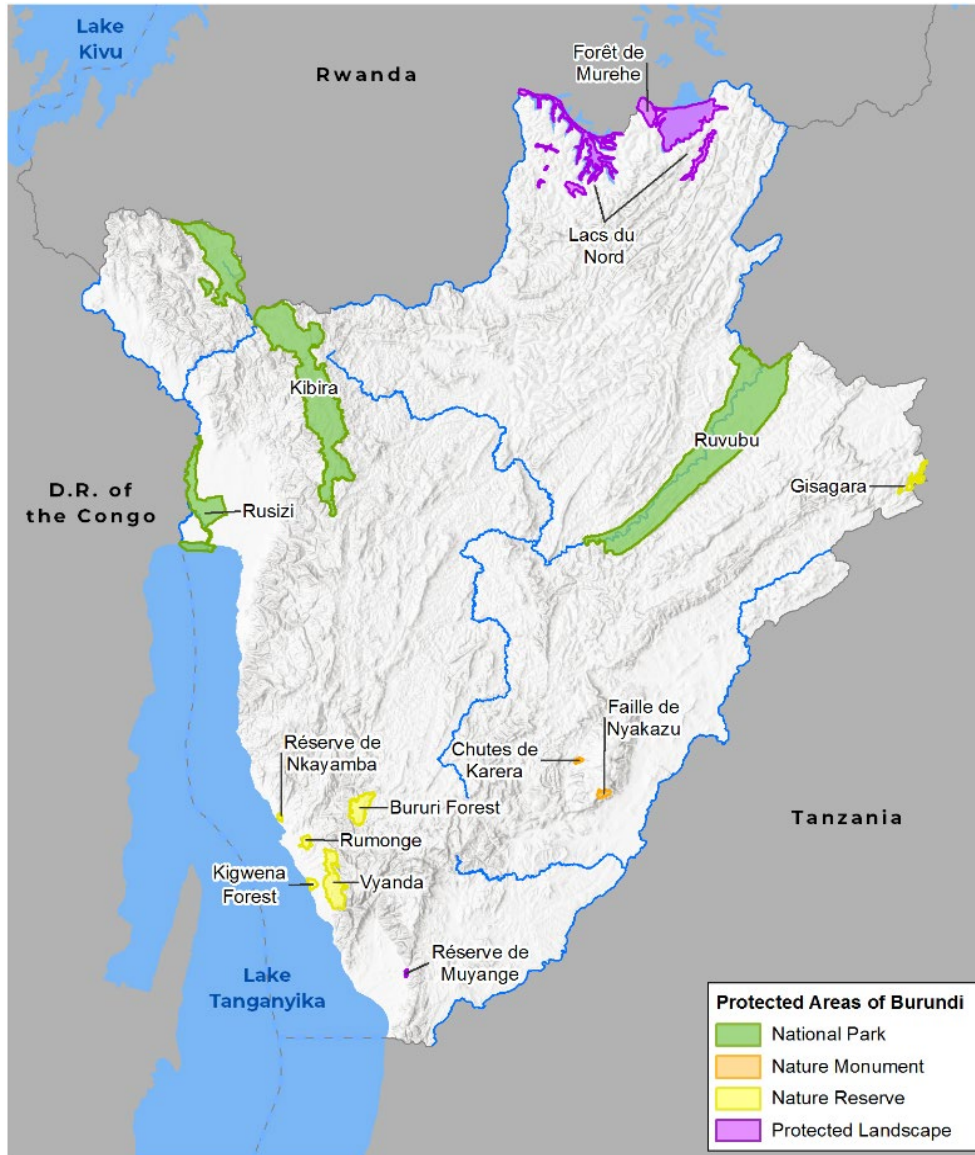 Lake
Kivu
Rwanda
Forêt de
Murehe
Lacs du
Nord
Kibira
Ruvubu
Gisagara
D.R. of
the Congo
Rusizi
Faille de
Nyakazu
Réserve de
Nkayamba
Chutes de
Karera
Bururi Forest
Rumonge
Tanzania
Kigwena
Forest
Vyanda
Réserve de
Muyange
Lake
Tanganyika
Protected Areas of Burundi
National Park
Nature Monument
Nature Reserve
Protected Landscape